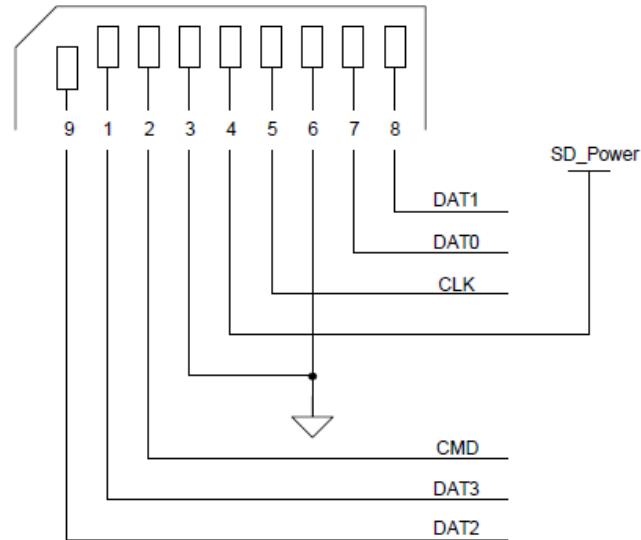 9 1 2 3 4 5 6 7 8
SD_Power
DAT1
DAT0
CLK
CMD
DAT3
DAT2